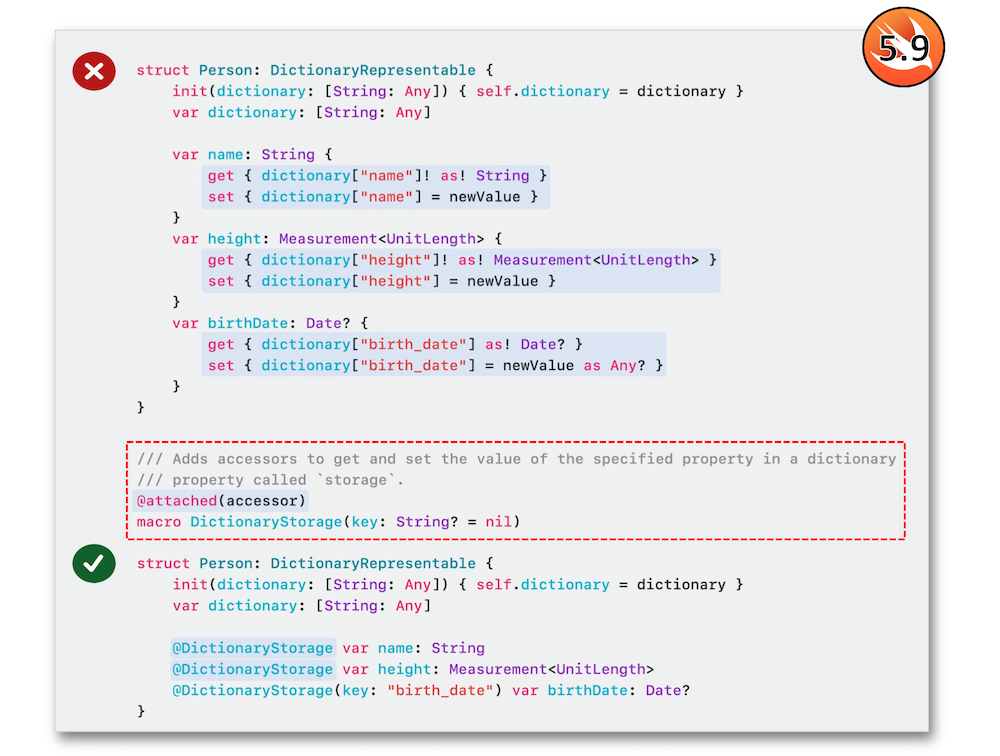 5.9
struct Person: DictionaryRepresentable {
    init(dictionary: [String: Any]) { self.dictionary = dictionary }
    var dictionary: [String: Any]
    var name: String {
        get { dictionary["name"]! as! String }
        set { dictionary["name"] = newValue }
    }
    var height: Measurement<UnitLength> {
        get { dictionary["height"]! as! Measurement<UnitLength> }
        set { dictionary["height"] = newValue }
    }
    var birthDate: Date? {
        get { dictionary["birth_date"] as! Date? }
        set { dictionary["birth_date"] = newValue as Any? }
    }
}
/// Adds accessors to get and set the value of the specified property in a dictionary
/// property called `storage`.
@attached(accessor)
macro DictionaryStorage(key: String? = nil)
struct Person: DictionaryRepresentable {
    init(dictionary: [String: Any]) { self.dictionary = dictionary }
    var dictionary: [String: Any]
    @DictionaryStorage var name: String
    @DictionaryStorage var height: Measurement<UnitLength>
    @DictionaryStorage(key: "birth_date") var birthDate: Date?
}